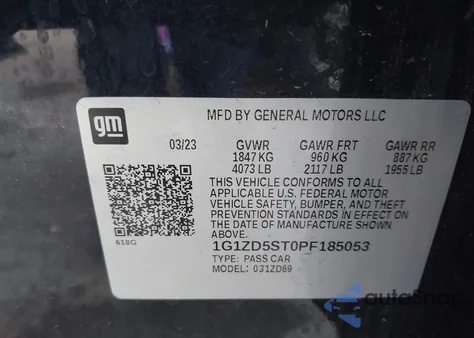 gm
MFD BY GENERAL MOTORS LLC
03/23 GVWR GAWR FRT GAWR RR
1847 KG 960 KG 887 KG
4073 LB 2117 LB 1955 LB
THIS VEHICLE CONFORMS TO ALL
APPLICABLE U.S. FEDERAL MOTOR
VEHICLE SAFETY, BUMPER, AND THEFT
PREVENTION STANDARDS IN EFFECT ON
THE DATE OF MANUFACTURE SHOWN
ABOVE.
618G
1G1ZD5ST0PF185053
TYPE: PASS CAR
MODEL: 031ZD69
autosnap